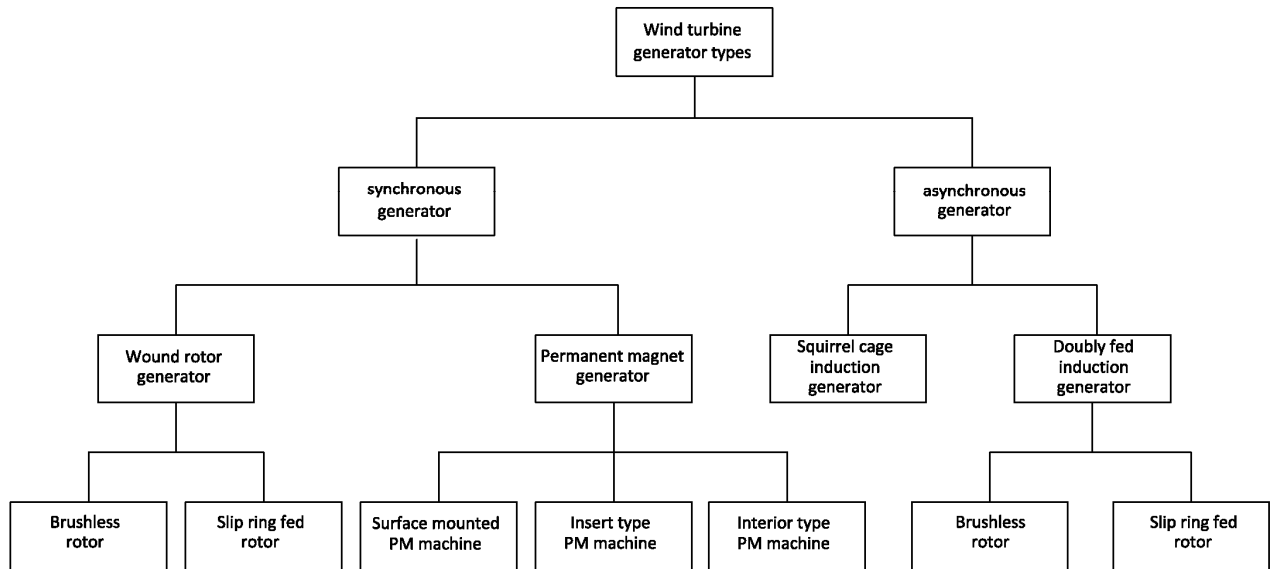 Wind turbine
generator types
synchronous
generator
asynchronous
generator
Wound rotor
generator
Permanent magnet
generator
Squirrel cage
induction
generator
Doubly fed
induction
generator
Brushless
rotor
Slip ring fed
rotor
Surface mounted
PM machine
Insert type
PM machine
Interior type
PM machine
Brushless
rotor
Slip ring fed
rotor